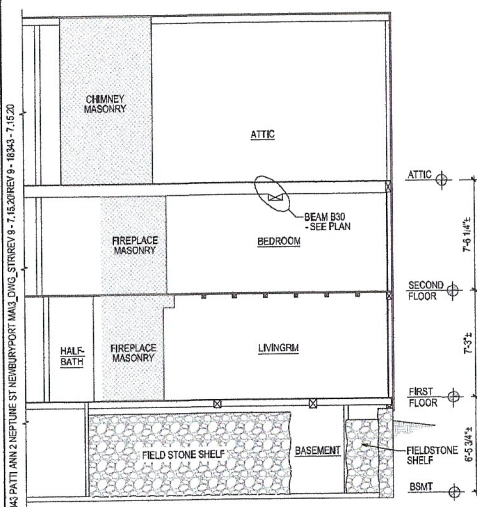 CHIMNEY
MASONRY
ATTIC
ATTIC
BEAM B30
- SEE PLAN
FIREPLACE
MASONRY
BEDROOM
7'-6 1/4"±
SECOND
FLOOR
HALF-
BATH
FIREPLACE
MASONRY
LIVINGRM
7'-3"±
FIRST
FLOOR
FIELD STONE SHELF
BASEMENT
FIELDSTONE
SHELF
6'-5 3/4"±
BSMT
43 PATTI ANN 2 NEPTUNE ST NEWBURYPORT MA\3_DWG_STR\REV 9 - 7.15.20\REV 9 - 18343 - 7.15.20